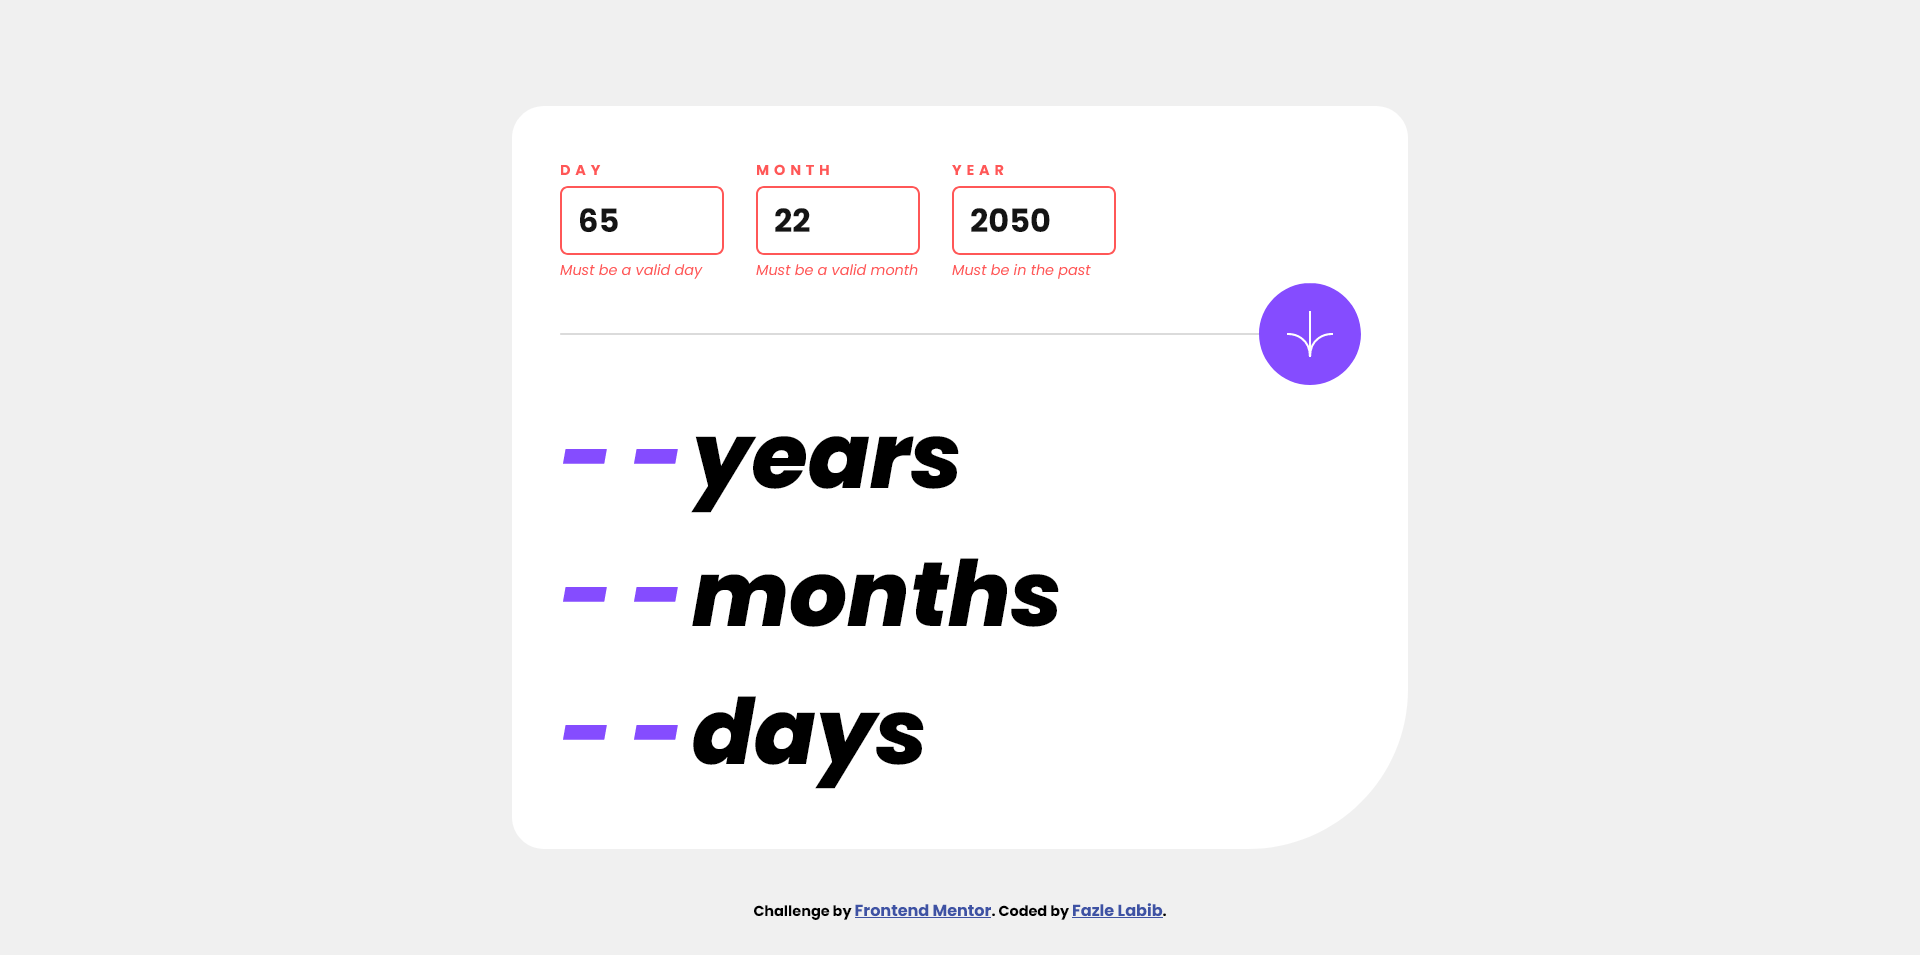 DAY MONTH YEAR
65 22 2050
Must be a valid day Must be a valid month Must be in the past
- - years
- - months
- - days
Challenge by Frontend Mentor. Coded by Fazle Labib.